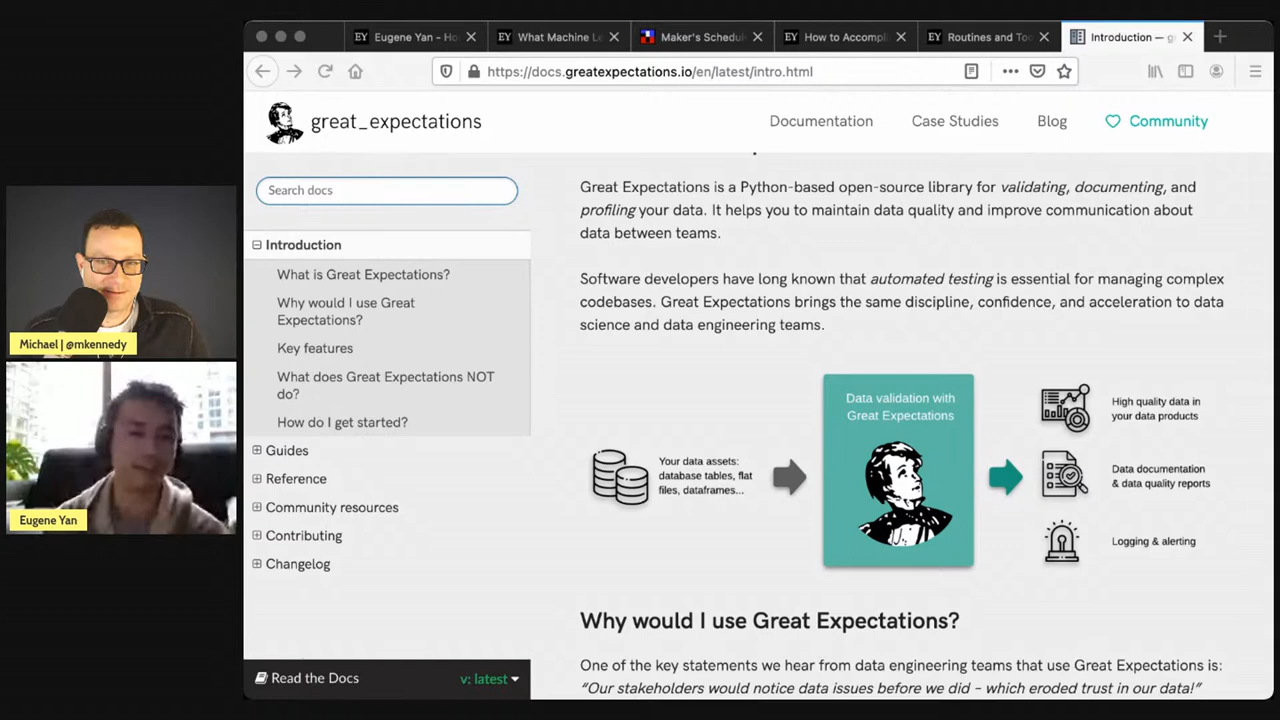 EY Eugene Yan - Ho
EY What Machine Le
Maker's Schedul
EY How to Accompl
EY Routines and Too
Introduction — g
https://docs.greatexpectations.io/en/latest/intro.html
great_expectations
Documentation
Case Studies
Blog
Community
Search docs
Introduction
What is Great Expectations?
Why would I use Great
Expectations?
Key features
What does Great Expectations NOT
do?
How do I get started?
Guides
Reference
Community resources
Contributing
Changelog
Read the Docs
v: latest
Great Expectations is a Python-based open-source library for validating, documenting, and
profiling your data. It helps you to maintain data quality and improve communication about
data between teams.
Software developers have long known that automated testing is essential for managing complex
codebases. Great Expectations brings the same discipline, confidence, and acceleration to data
science and data engineering teams.
Your data assets:
database tables, flat
files, dataframes...
Data validation with
Great Expectations
High quality data in
your data products
Data documentation
& data quality reports
Logging & alerting
Why would I use Great Expectations?
One of the key statements we hear from data engineering teams that use Great Expectations is:
“Our stakeholders would notice data issues before we did – which eroded trust in our data!”
Michael | @mkennedy
Eugene Yan